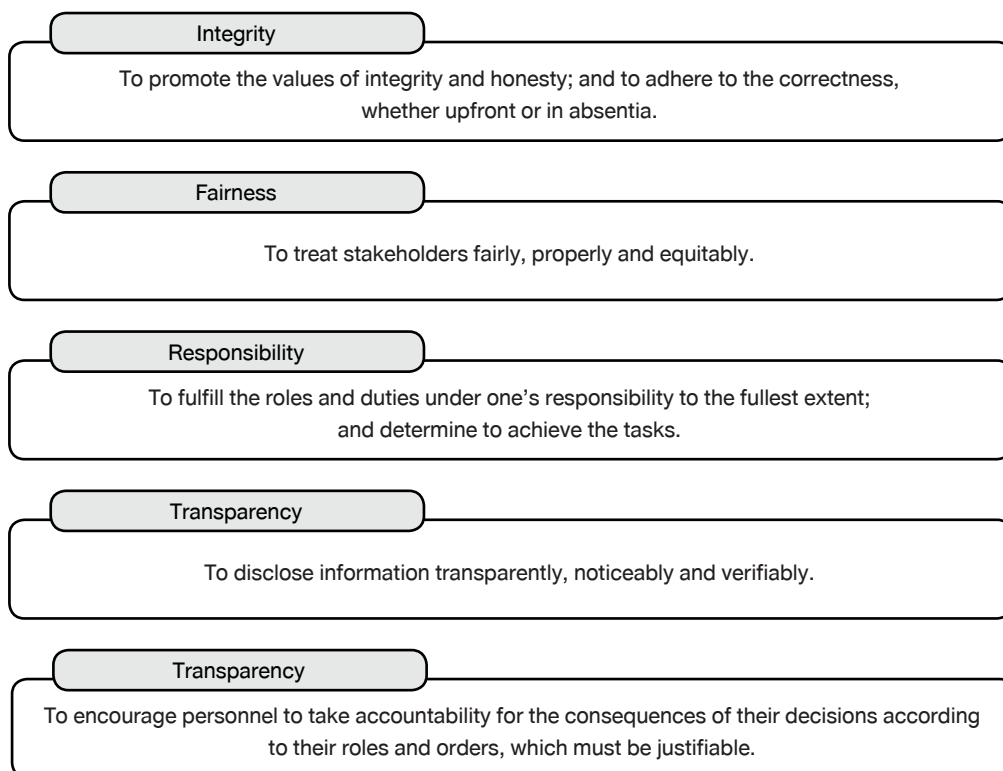 Integrity
To promote the values of integrity and honesty; and to adhere to the correctness,
whether upfront or in absentia.
Fairness
To treat stakeholders fairly, properly and equitably.
Responsibility
To fulfill the roles and duties under one’s responsibility to the fullest extent;
and determine to achieve the tasks.
Transparency
To disclose information transparently, noticeably and verifiably.
Transparency
To encourage personnel to take accountability for the consequences of their decisions according
to their roles and orders, which must be justifiable.